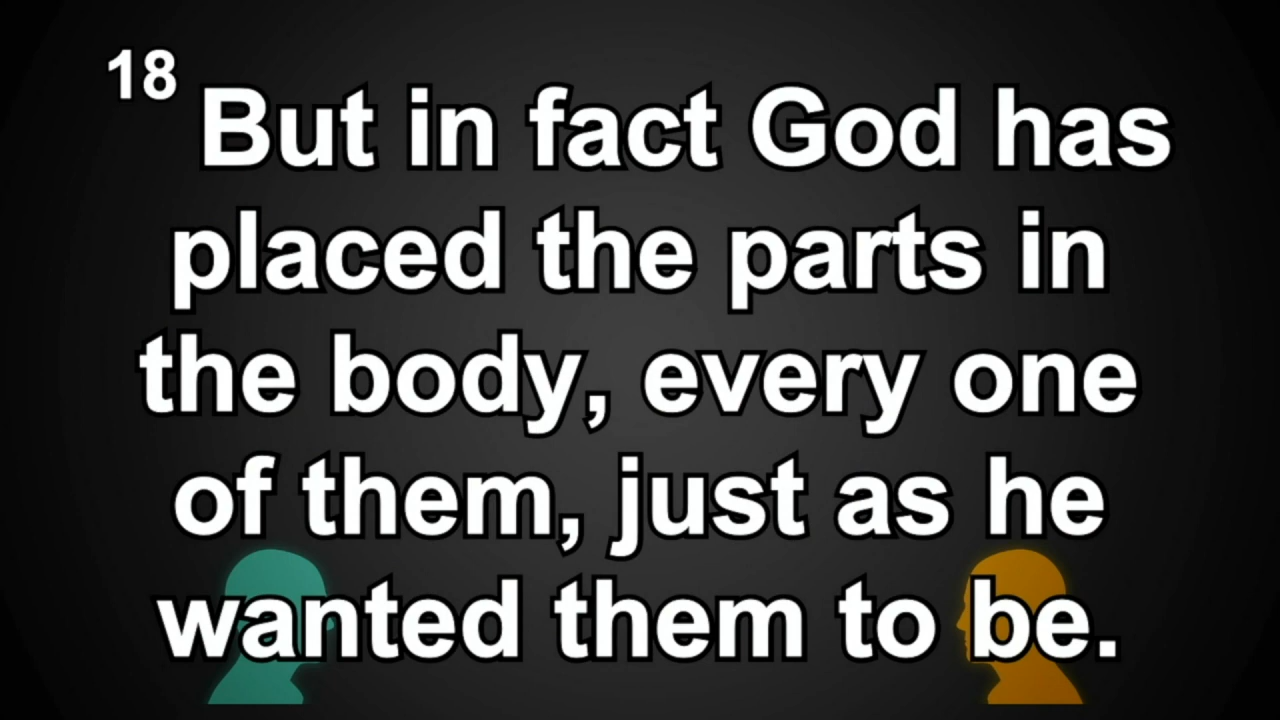 18 But in fact God has
placed the parts in
the body, every one
of them, just as he
wanted them to be.